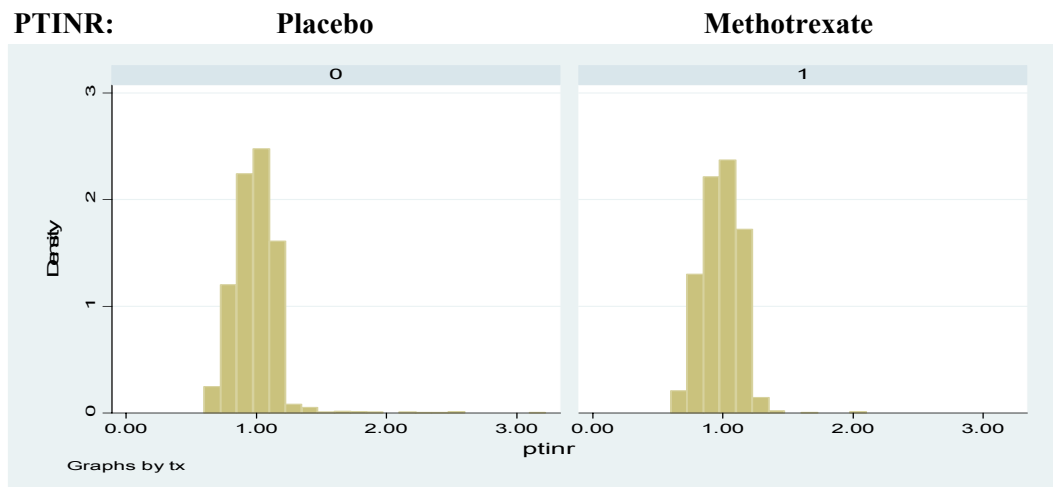 PTINR: Placebo Methotrexate
0 1
3
2
1
0
Density
0.00 1.00 2.00 3.00 0.00 1.00 2.00 3.00
ptinr
Graphs by tx